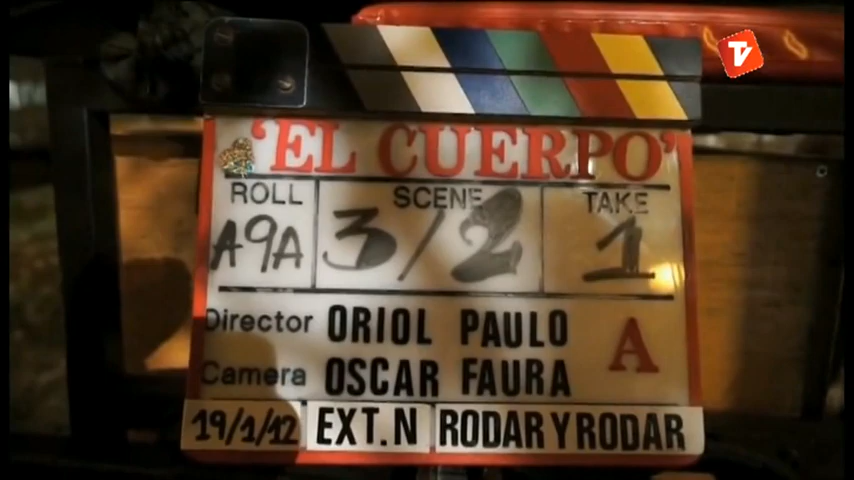 TV
'EL CUERPO'
ROLL SCENE TAKE
A9A 3/2 1
Director ORIOL PAULO A
Camera OSCAR FAURA
19/1/12 EXT.N RODAR Y RODAR